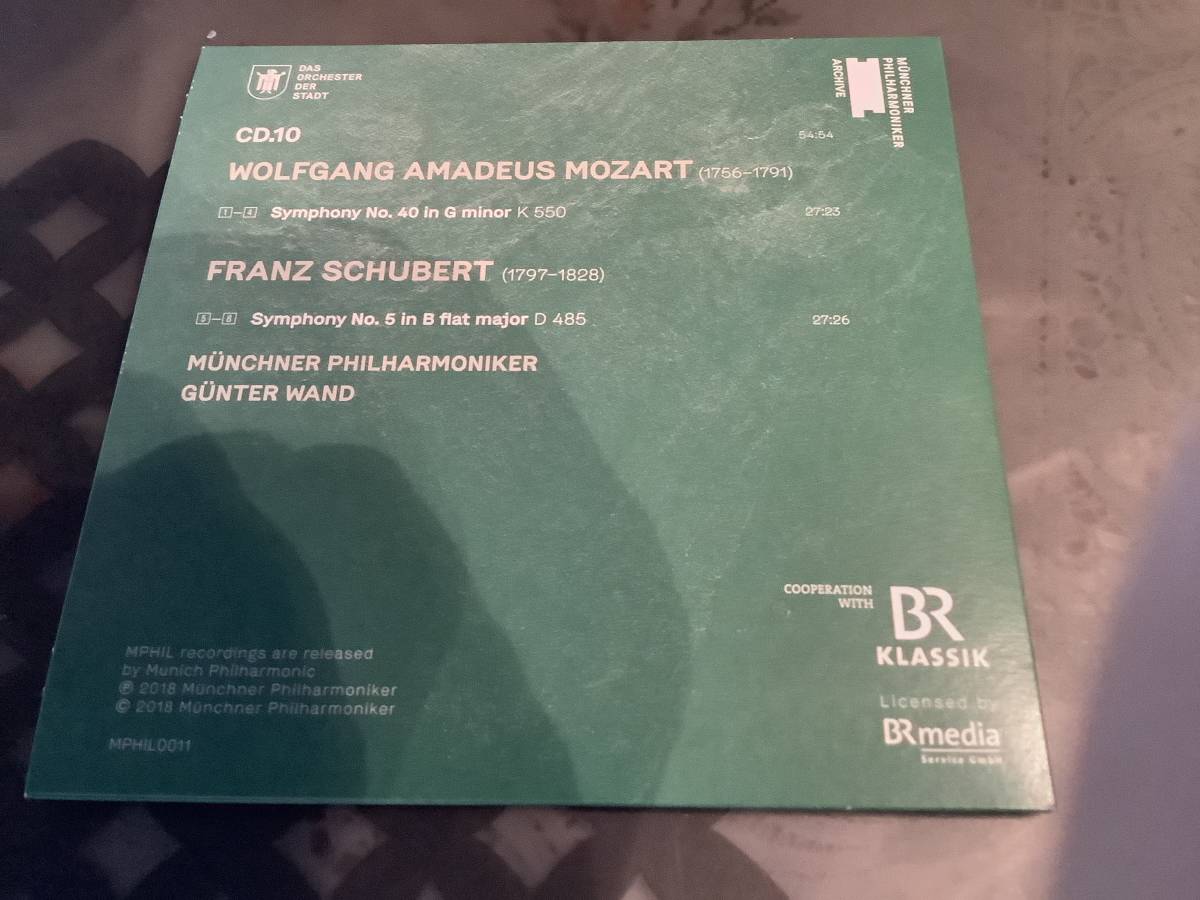 DAS
ORCHESTER
DER
STADT
MÜNCHNER
PHILHARMONIKER
ARCHIVE
CD.10 54:54
WOLFGANG AMADEUS MOZART (1756–1791)
1–4 Symphony No. 40 in G minor K 550 27:23
FRANZ SCHUBERT (1797–1828)
5–8 Symphony No. 5 in B flat major D 485 27:26
MÜNCHNER PHILHARMONIKER
GÜNTER WAND
COOPERATION
WITH
BR
KLASSIK
MPHIL recordings are released
by Munich Philharmonic
℗ 2018 Münchner Philharmoniker
© 2018 Münchner Philharmoniker
MPHIL0011
Licensed by
BRmedia
Service GmbH